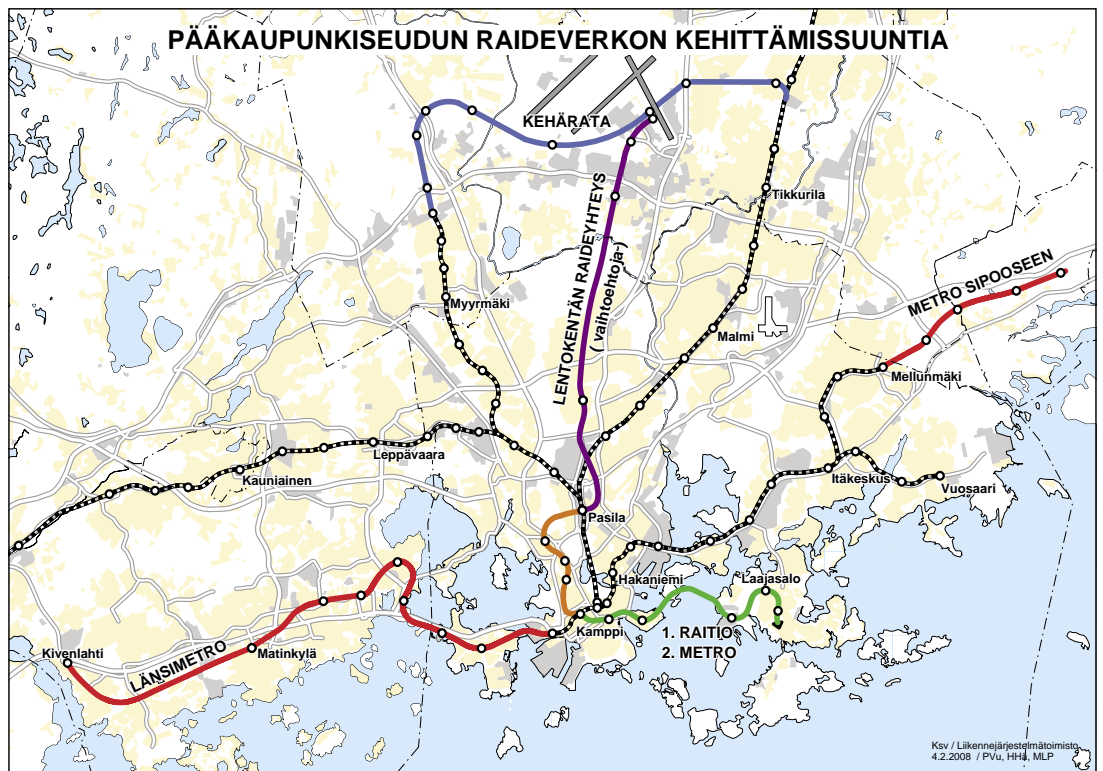 PÄÄKAUPUNKISEUDUN RAIDEVERKON KEHITTÄMISSUUNTIA
KEHÄRATA
Tikkurila
LENTOKENTÄN RAIDEYHTEYS
( vaihtoehtoja-)
METRO SIPOOSEEN
Myyrmäki
Malmi
Mellunmäki
Leppävaara
Kauniainen
Itäkeskus
Vuosaari
Pasila
Hakaniemi
Laajasalo
Kamppi
1. RAITIO
2. METRO
Kivenlahti
LÄNSIMETRO
Matinkylä
Ksv / Liikennejärjestelmätoimisto
4.2.2008 / PVu, HHä, MLP